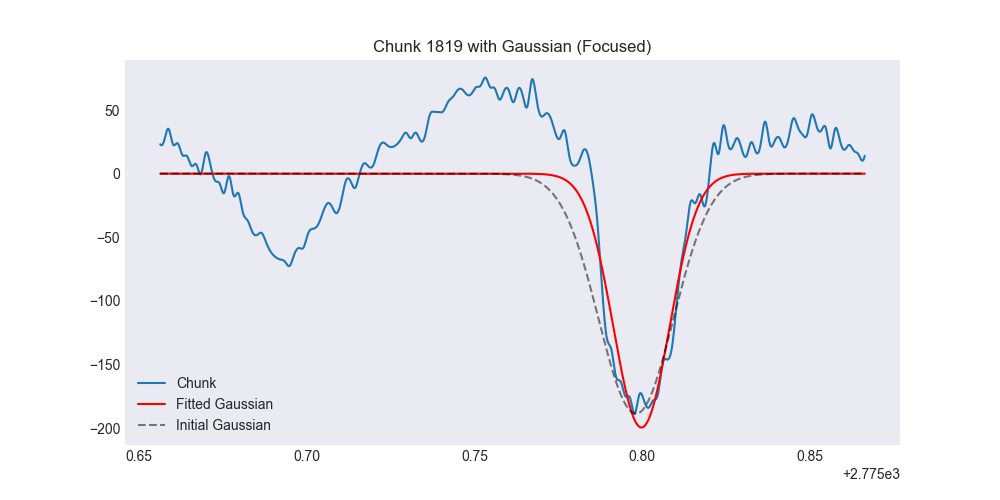 Chunk 1819 with Gaussian (Focused)
50
0
−50
−100
−150
−200
Chunk
Fitted Gaussian
Initial Gaussian
0.65 0.70 0.75 0.80 0.85
+2.775e3